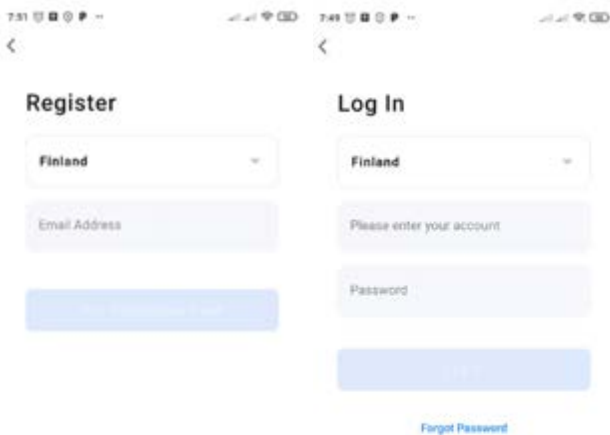 7:51
Register
Finland
Email Address
7:49
Log In
Finland
Please enter your account
Password
Forgot Password